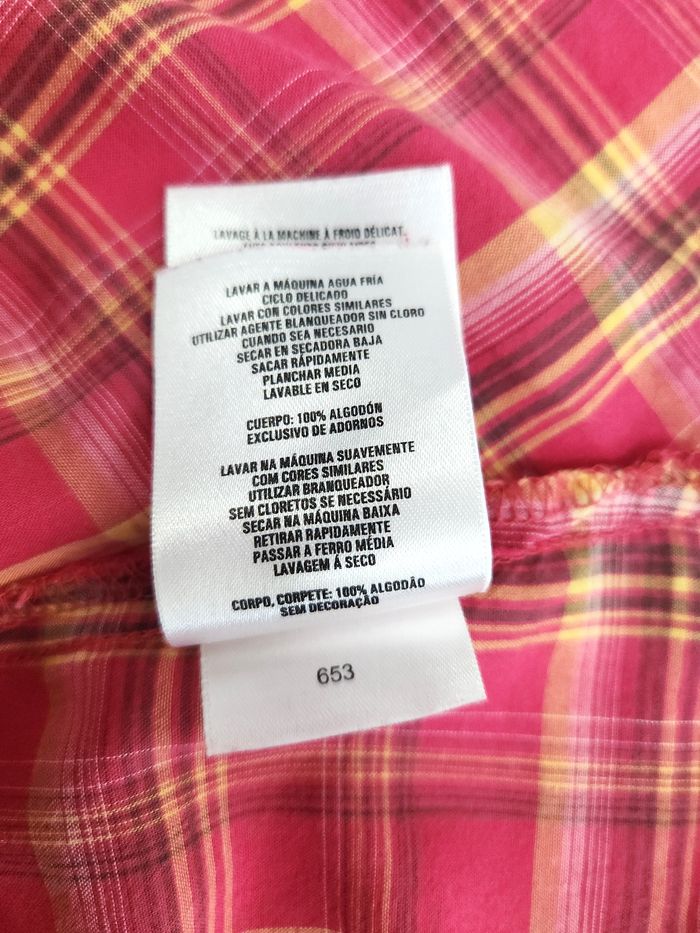 LAVAGE À LA MACHINE À FROID DÉLICAT.
LAVAR A MÁQUINA AGUA FRÍA
CICLO DELICADO
LAVAR CON COLORES SIMILARES
UTILIZAR AGENTE BLANQUEADOR SIN CLORO
CUANDO SEA NECESARIO
SECAR EN SECADORA BAJA
SACAR RÁPIDAMENTE
PLANCHAR MEDIA
LAVABLE EN SECO
CUERPO: 100% ALGODÓN
EXCLUSIVO DE ADORNOS
LAVAR NA MÁQUINA SUAVEMENTE
COM CORES SIMILARES
UTILIZAR BRANQUEADOR
SEM CLORETOS SE NECESSÁRIO
SECAR NA MÁQUINA BAIXA
RETIRAR RAPIDAMENTE
PASSAR A FERRO MÉDIA
LAVAGEM Á SECO
CORPO, CORPETE: 100% ALGODÃO
SEM DECORAÇÃO
653